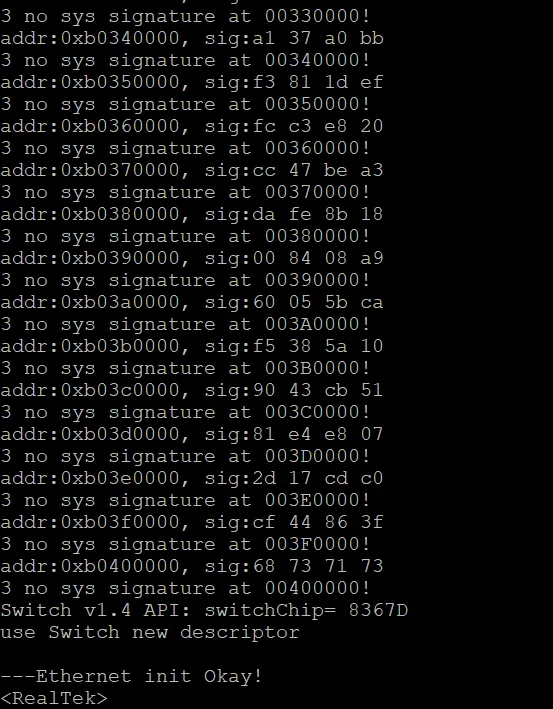 3 no sys signature at 00330000!
addr:0xb0340000, sig:a1 37 a0 bb
3 no sys signature at 00340000!
addr:0xb0350000, sig:f3 81 1d ef
3 no sys signature at 00350000!
addr:0xb0360000, sig:fc c3 e8 20
3 no sys signature at 00360000!
addr:0xb0370000, sig:cc 47 be a3
3 no sys signature at 00370000!
addr:0xb0380000, sig:da fe 8b 18
3 no sys signature at 00380000!
addr:0xb0390000, sig:00 84 08 a9
3 no sys signature at 00390000!
addr:0xb03a0000, sig:60 05 5b ca
3 no sys signature at 003A0000!
addr:0xb03b0000, sig:f5 38 5a 10
3 no sys signature at 003B0000!
addr:0xb03c0000, sig:90 43 cb 51
3 no sys signature at 003C0000!
addr:0xb03d0000, sig:81 e4 e8 07
3 no sys signature at 003D0000!
addr:0xb03e0000, sig:2d 17 cd c0
3 no sys signature at 003E0000!
addr:0xb03f0000, sig:cf 44 86 3f
3 no sys signature at 003F0000!
addr:0xb0400000, sig:68 73 71 73
3 no sys signature at 00400000!
Switch v1.4 API: switchChip= 8367D
use Switch new descriptor
---Ethernet init Okay!
<RealTek>